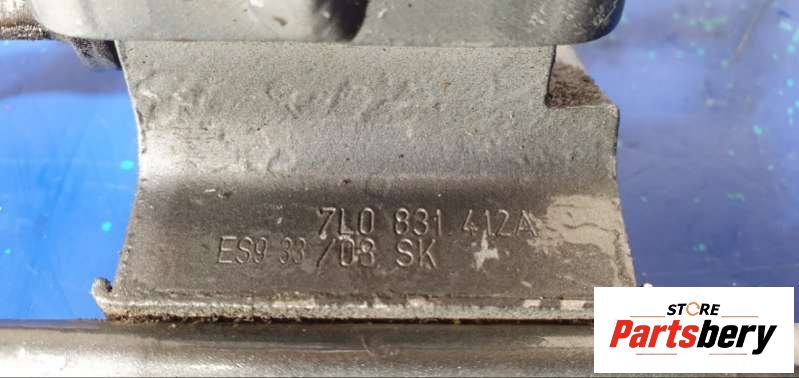 7L0 831 412A
ES9 33/08 SK
STORE
Partsbery